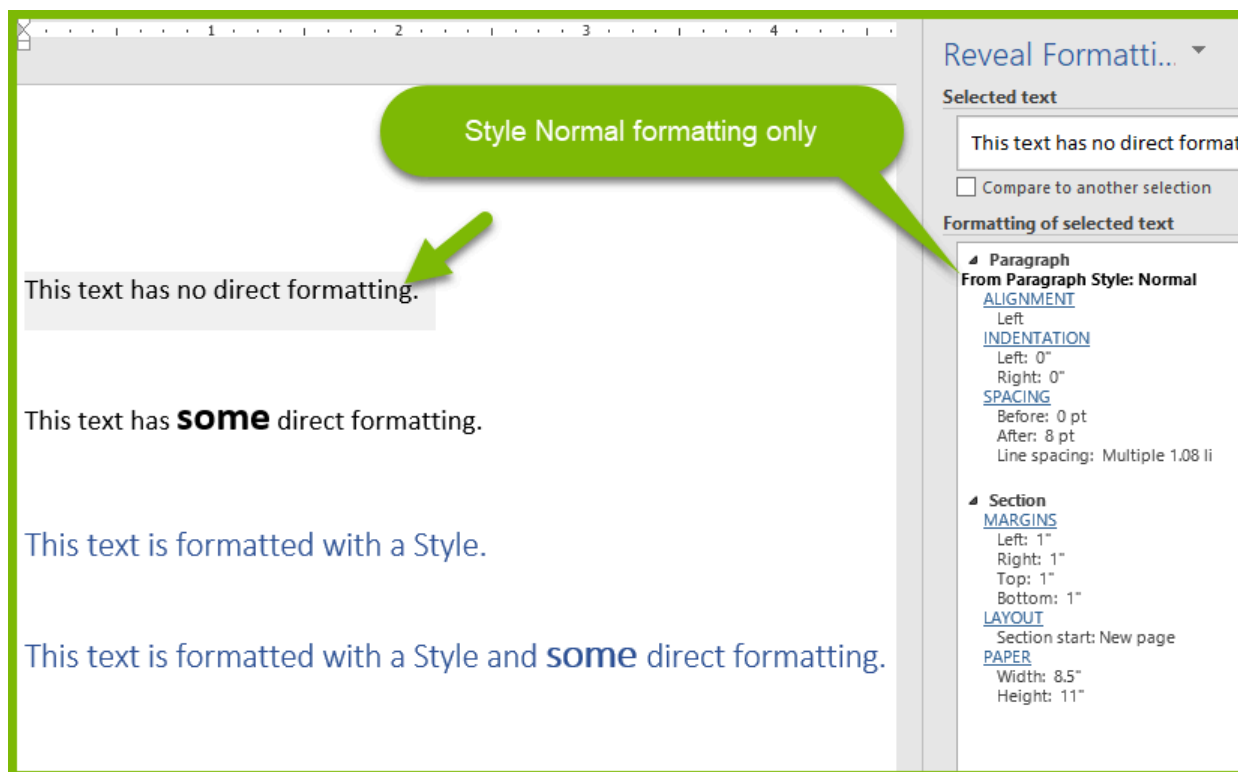 1 2 3 4
Reveal Formatti...
Selected text
Style Normal formatting only
This text has no direct format
Compare to another selection
Formatting of selected text
Paragraph
From Paragraph Style: Normal
ALIGNMENT
Left
INDENTATION
Left: 0"
Right: 0"
SPACING
Before: 0 pt
After: 8 pt
Line spacing: Multiple 1.08 li
Section
MARGINS
Left: 1"
Right: 1"
Top: 1"
Bottom: 1"
LAYOUT
Section start: New page
PAPER
Width: 8.5"
Height: 11"
This text has no direct formatting.
This text has some direct formatting.
This text is formatted with a Style.
This text is formatted with a Style and some direct formatting.